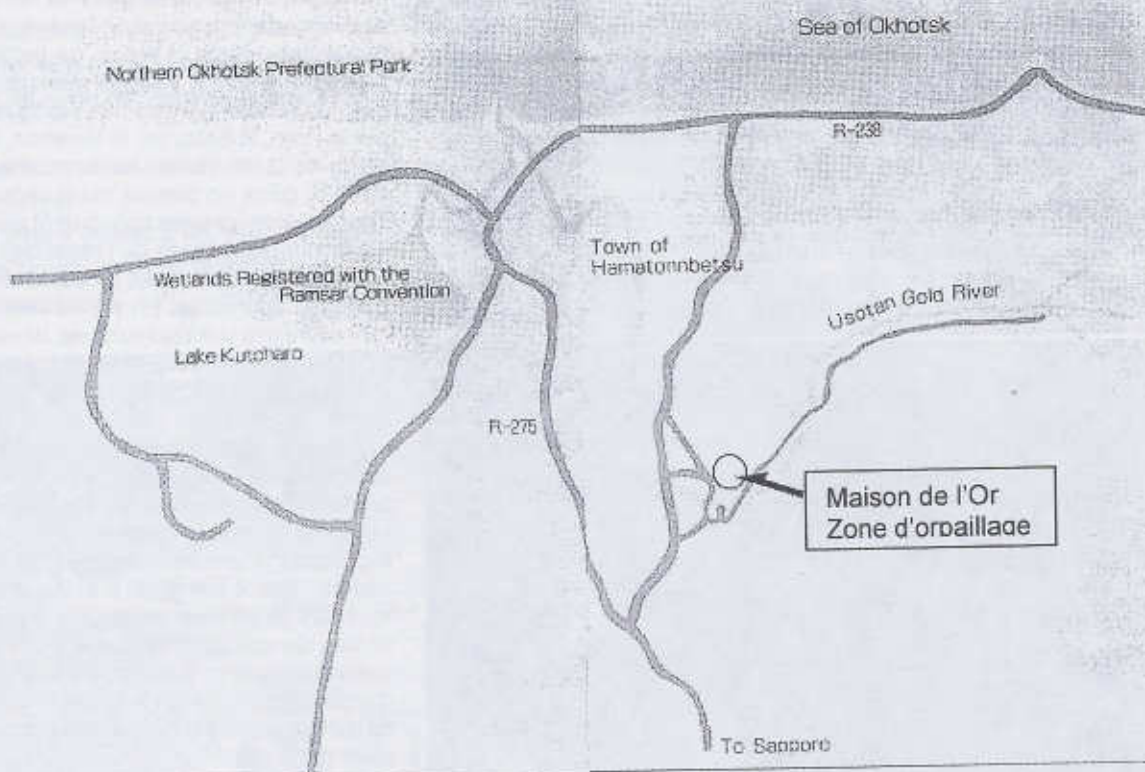 Sea of Okhotsk
Northern Okhotsk Prefectural Park
R-238
Town of
Hamatonnbetsu
Wetlands Registered with the
Ramsar Convention
Usotan Gold River
Lake Kutcharo
R-275
Maison de l'Or
Zone d'orpaillage
To Sapporo